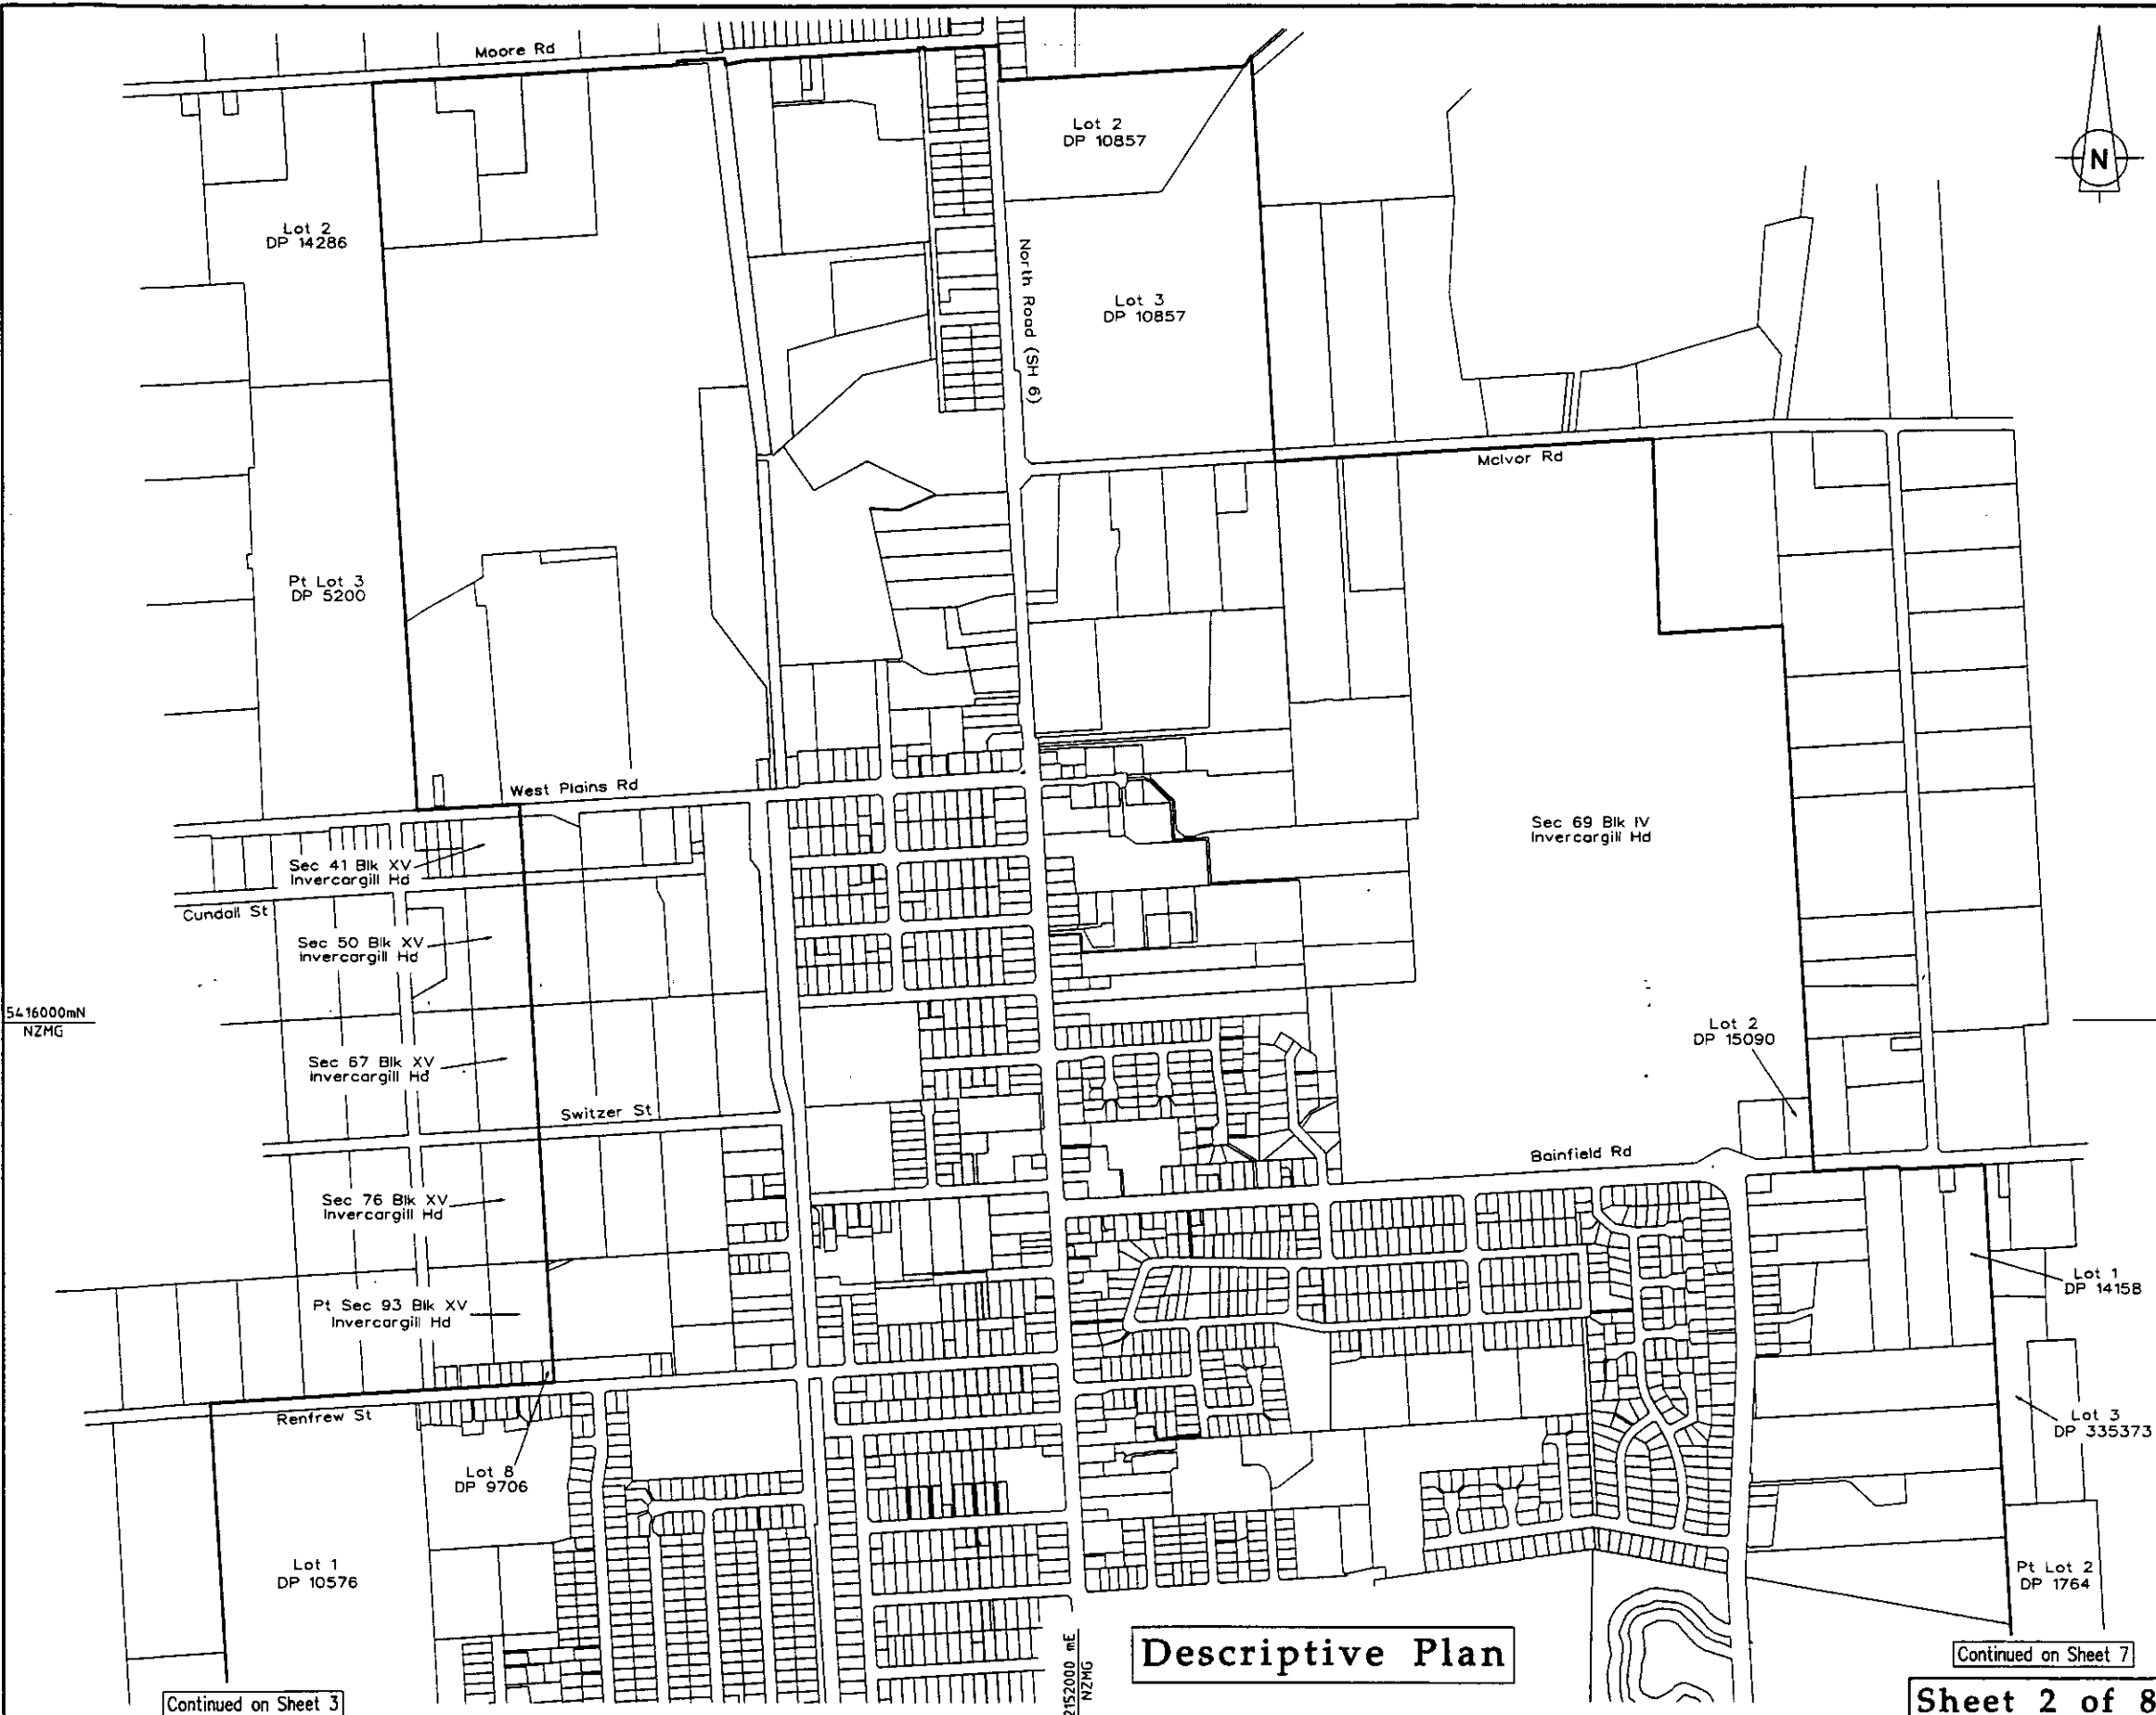 Moore Rd
N
Lot 2
DP 10857
Lot 2
DP 14286
North Road (SH 6)
Lot 3
DP 10857
McIvor Rd
Pt Lot 3
DP 5200
West Plains Rd
Sec 69 Blk IV
Invercargill Hd
Sec 41 Blk XV
Invercargill Hd
Cundall St
Sec 50 Blk XV
Invercargill Hd
5416000mN
NZMG
Lot 2
DP 15090
Sec 67 Blk XV
Invercargill Hd
Switzer St
Bainfield Rd
Sec 76 Blk XV
Invercargill Hd
Lot 1
DP 14158
Pt Sec 93 Blk XV
Invercargill Hd
Renfrew St
Lot 3
DP 335373
Lot 8
DP 9706
Lot 1
DP 10576
Pt Lot 2
DP 1764
2152000 mE
NZMG
Descriptive Plan
Continued on Sheet 7
Continued on Sheet 3
Sheet 2 of 8